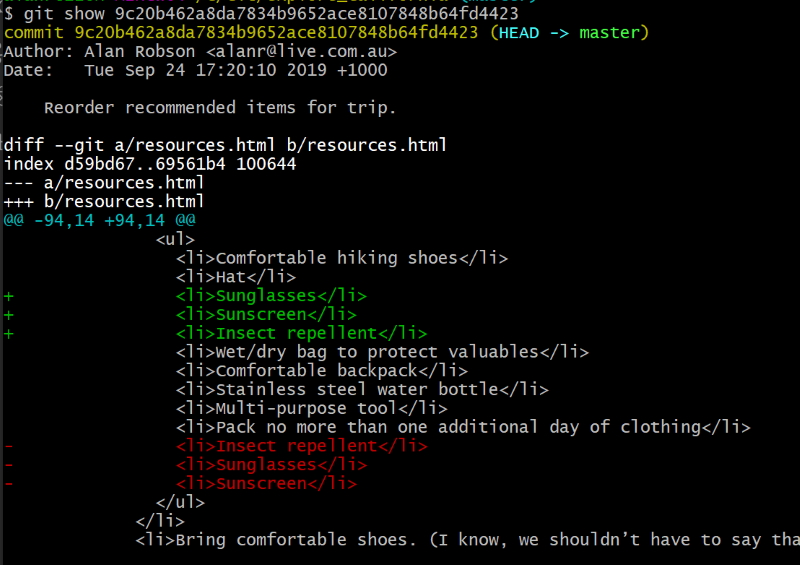 $ git show 9c20b462a8da7834b9652ace8107848b64fd4423
commit 9c20b462a8da7834b9652ace8107848b64fd4423 (HEAD -> master)
Author: Alan Robson <alanr@live.com.au>
Date:   Tue Sep 24 17:20:10 2019 +1000
    Reorder recommended items for trip.
diff --git a/resources.html b/resources.html
index d59bd67..69561b4 100644
--- a/resources.html
+++ b/resources.html
@@ -94,14 +94,14 @@
               <ul>
                 <li>Comfortable hiking shoes</li>
                 <li>Hat</li>
+                <li>Sunglasses</li>
+                <li>Sunscreen</li>
+                <li>Insect repellent</li>
                 <li>Wet/dry bag to protect valuables</li>
                 <li>Comfortable backpack</li>
                 <li>Stainless steel water bottle</li>
                 <li>Multi-purpose tool</li>
                 <li>Pack no more than one additional day of clothing</li>
-                <li>Insect repellent</li>
-                <li>Sunglasses</li>
-                <li>Sunscreen</li>
               </ul>
             </li>
             <li>Bring comfortable shoes. (I know, we shouldn’t have to say tha